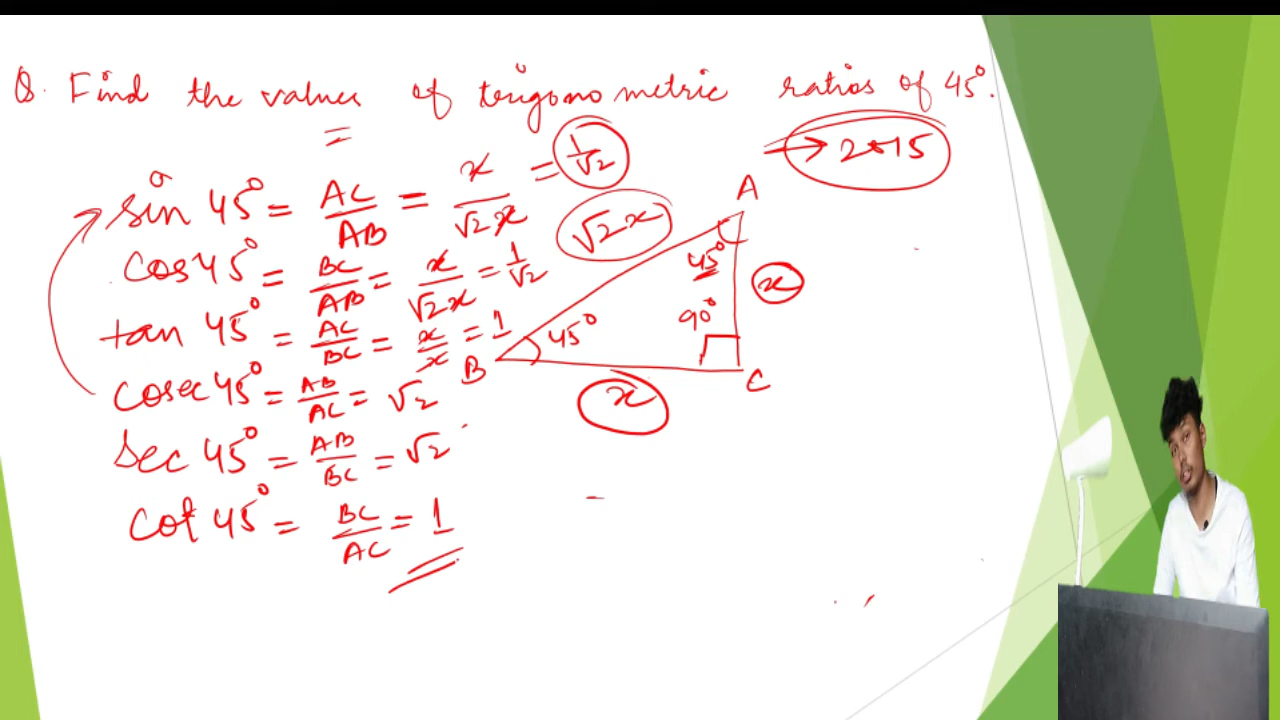 Q. Find the values of trigonometric ratios of 45°.
→ 2015
sin 45° = AC/AB = x/√2x = 1/√2
cos 45° = BC/AB = x/√2x = 1/√2
tan 45° = AC/BC = x/x = 1
cosec 45° = AB/AC = √2
sec 45° = AB/BC = √2
cot 45° = BC/AC = 1
A
√2x
45°
x
90°
45°
B
C
x